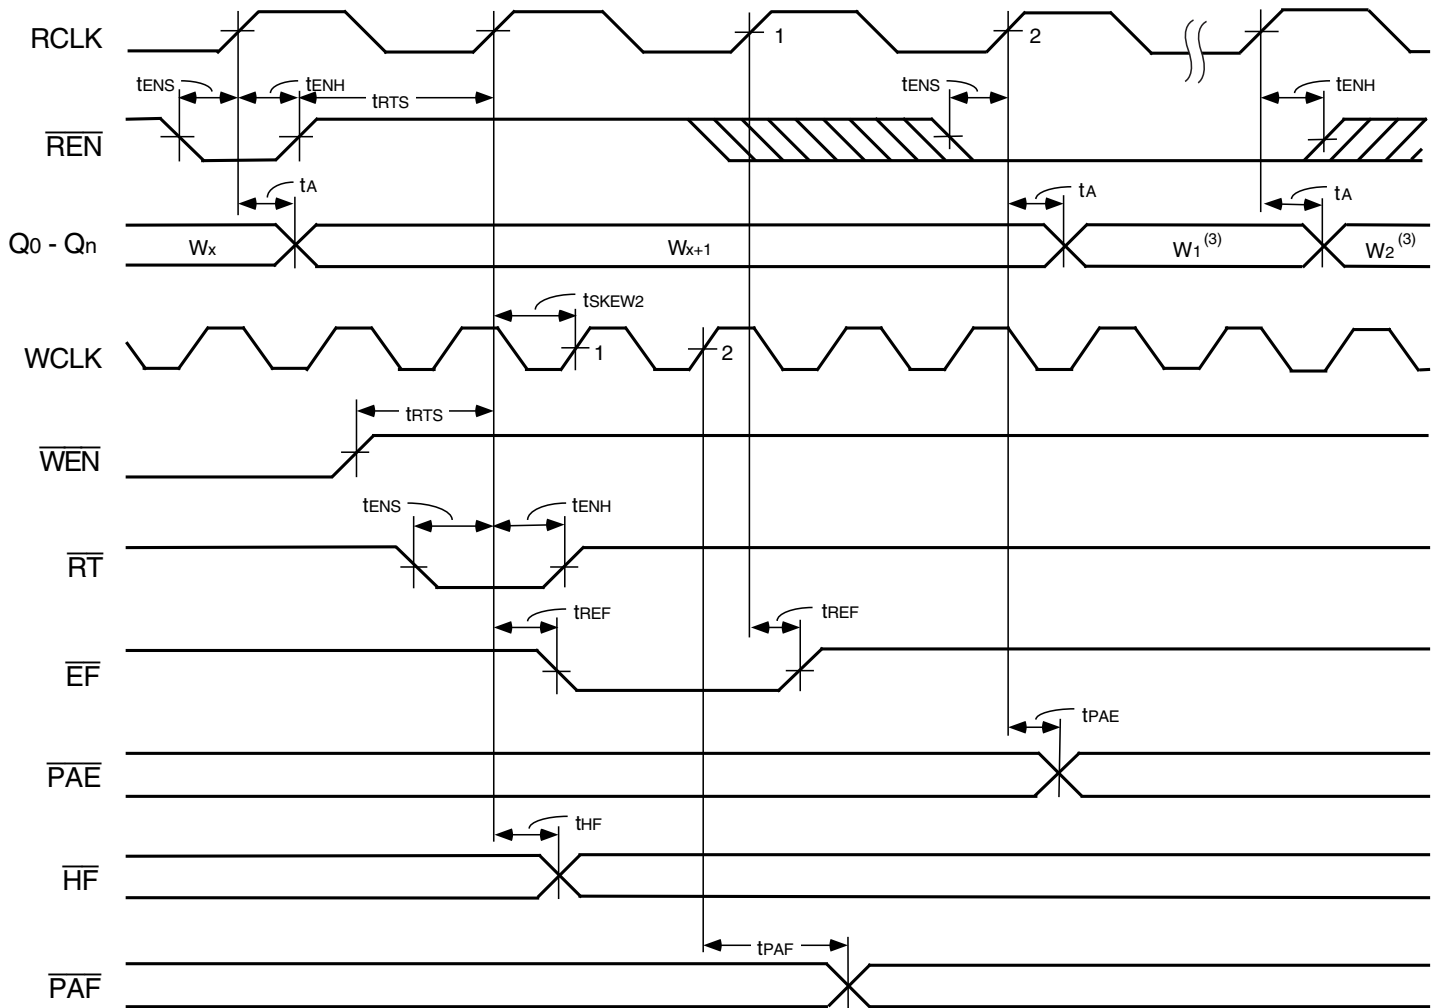 RCLK 1 2
tENS tENH tRTS tENS tENH
REN
tA tA tA
Q0 - Qn Wx Wx+1 W1(3) W2(3)
tSKEW2
WCLK 1 2
tRTS
WEN
tENS tENH
RT
tREF tREF
EF
tPAE
PAE
tHF
HF
tPAF
PAF